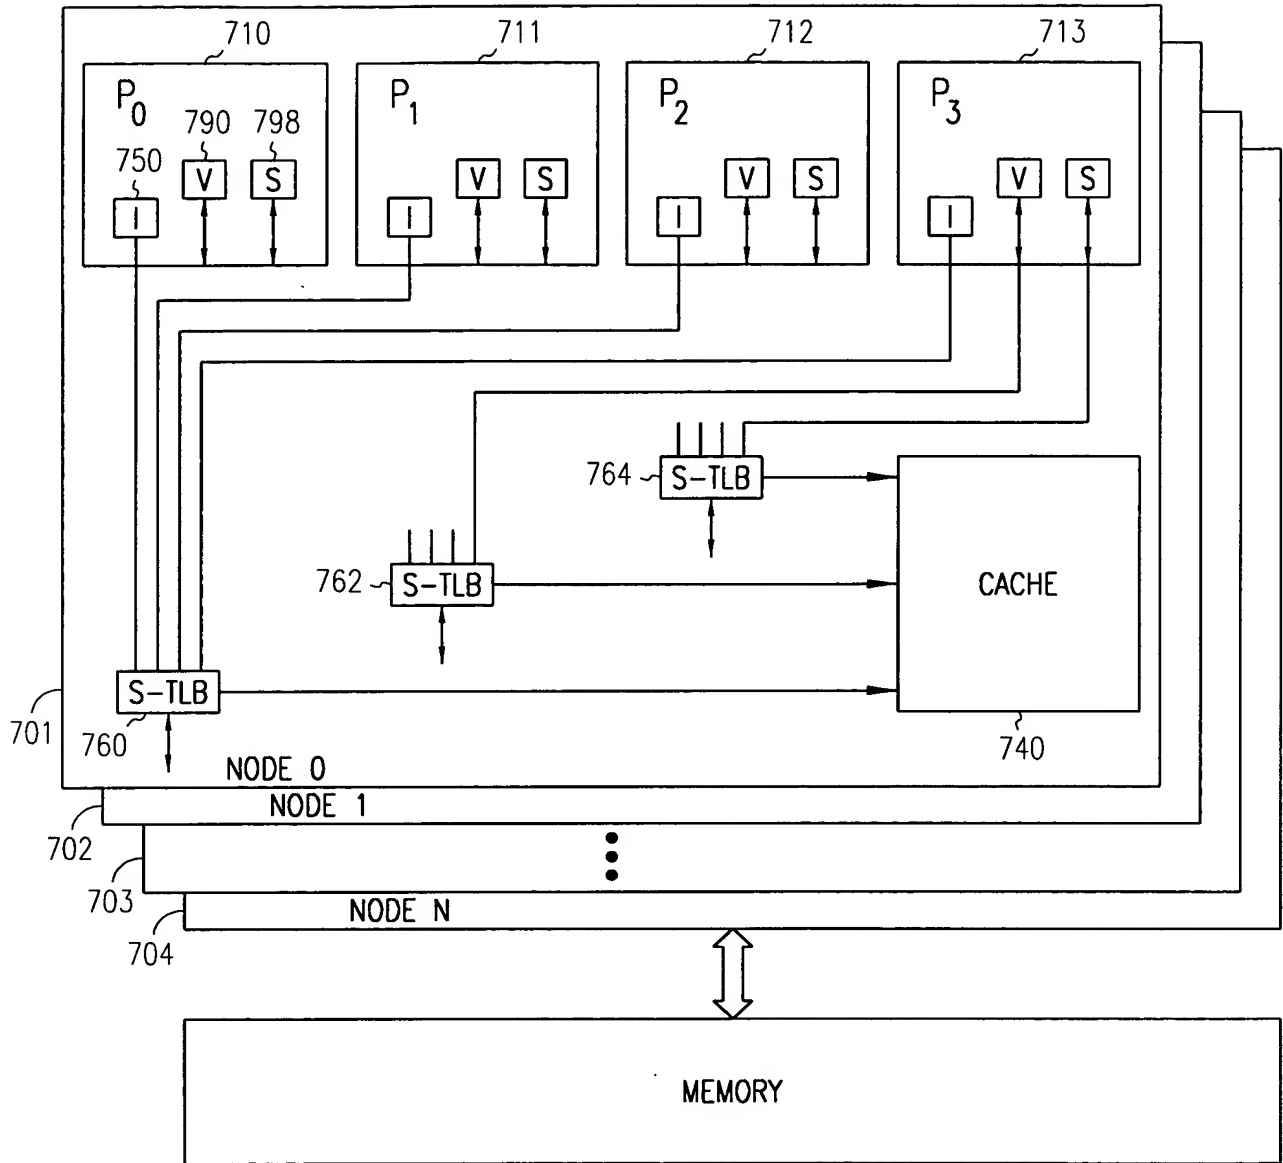 710
711
712
713
P0
P1
P2
P3
790
798
750
V
S
I
V
S
I
V
S
I
V
S
I
764
S-TLB
762
S-TLB
CACHE
S-TLB
701
760
740
NODE 0
NODE 1
702
703
NODE N
704
MEMORY